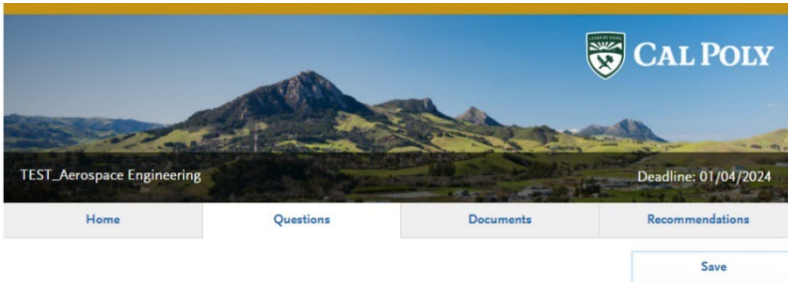 CAL POLY
TEST_Aerospace Engineering
Deadline: 01/04/2024
Home
Questions
Documents
Recommendations
Save